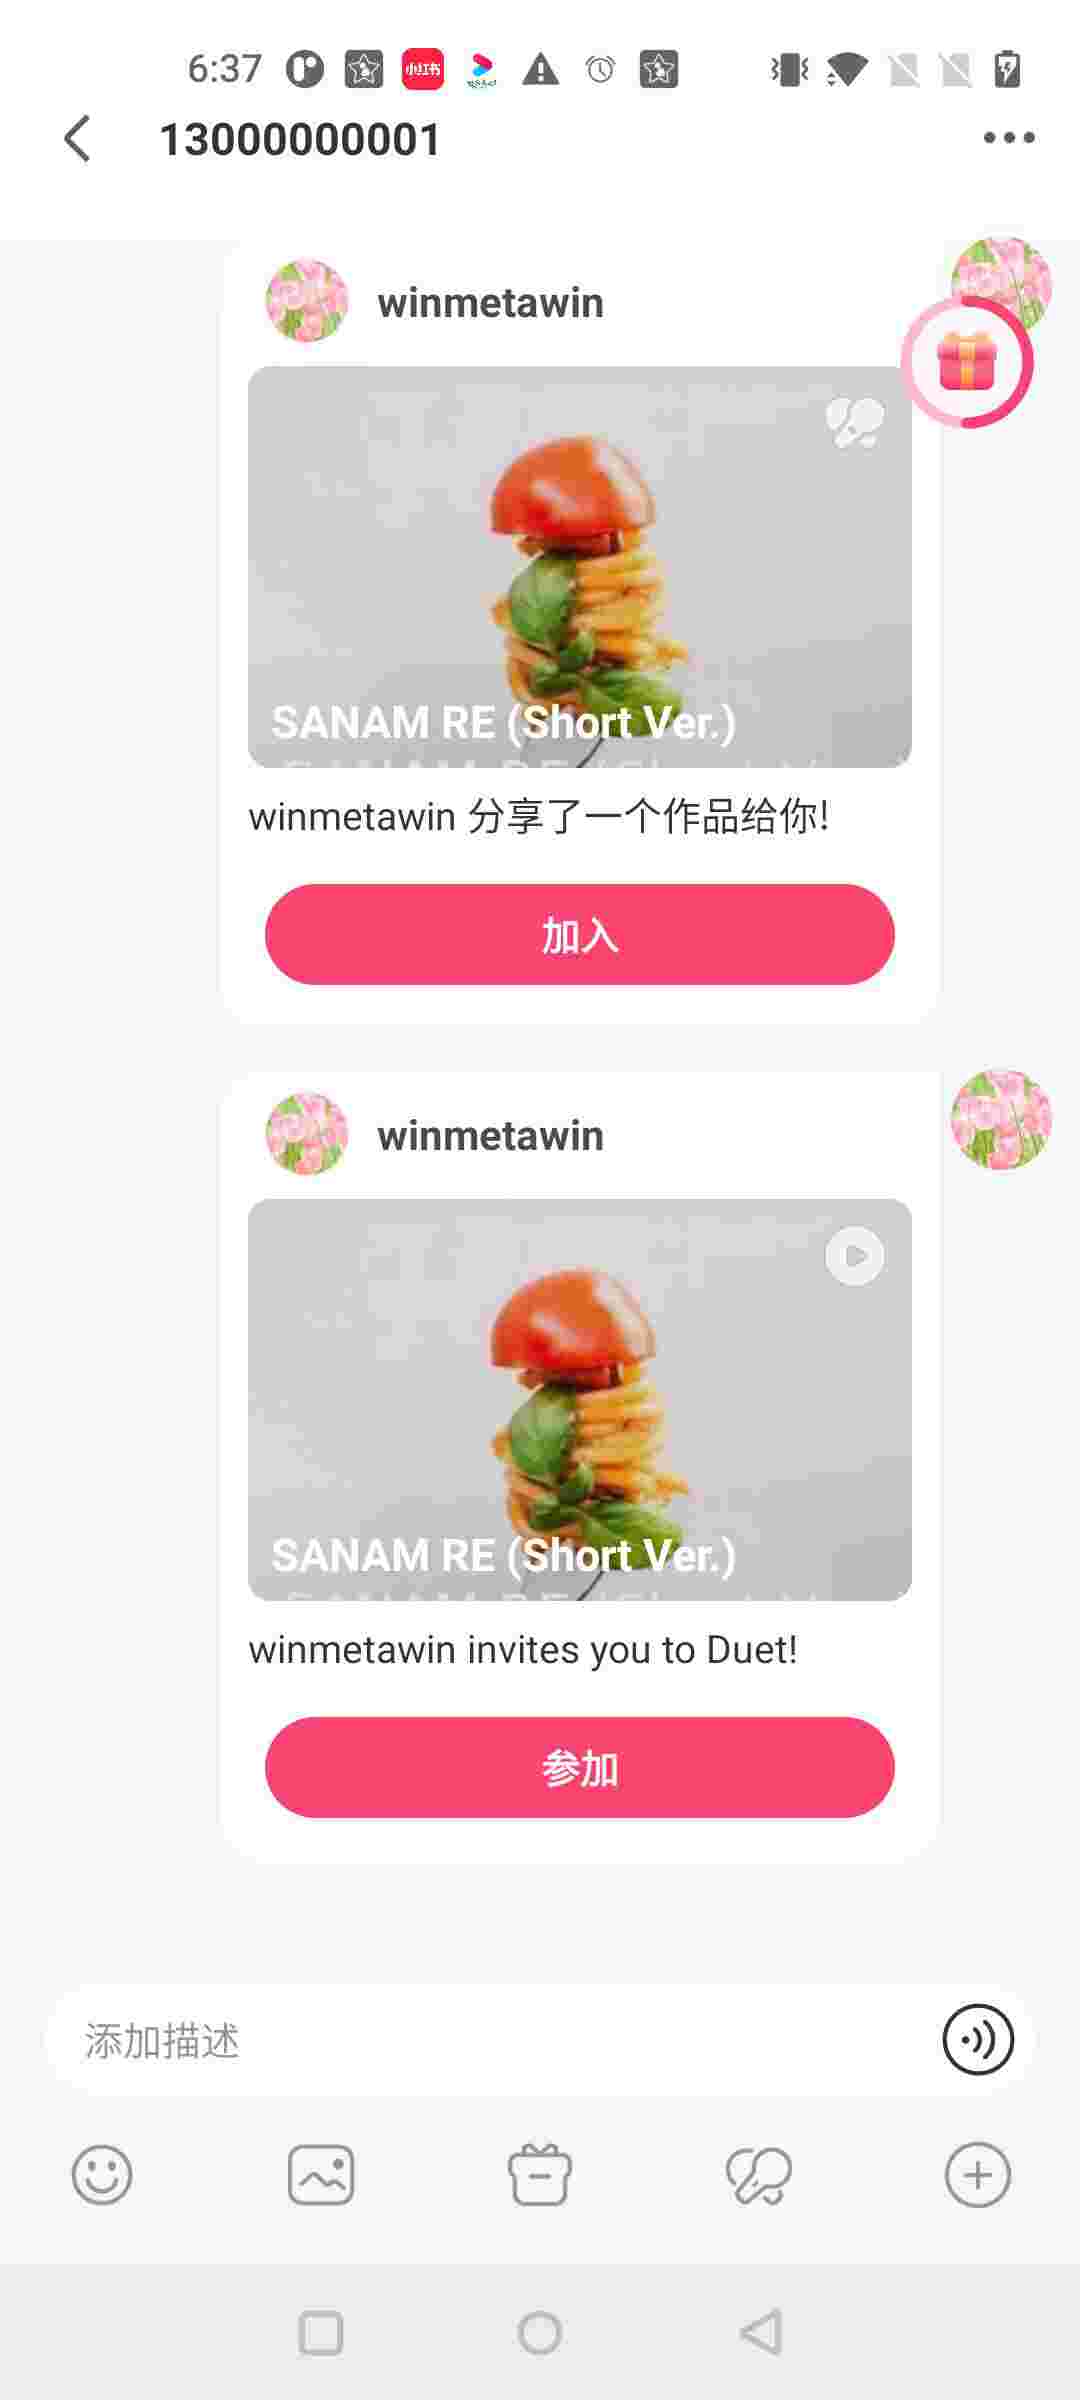 6:37
小红书
13000000001
winmetawin
SANAM RE (Short Ver.)
winmetawin 分享了一个作品给你!
加入
winmetawin
SANAM RE (Short Ver.)
winmetawin invites you to Duet!
参加
添加描述